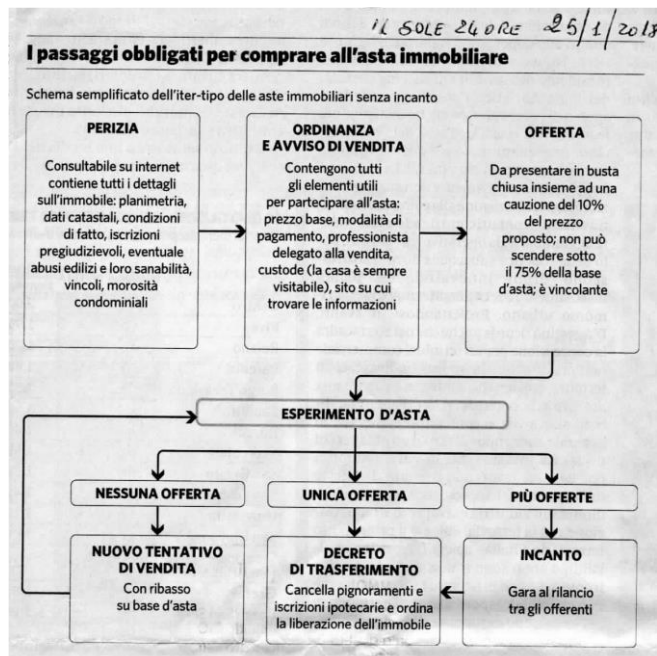 IL SOLE 24 ORE 25/1/2018
I passaggi obbligati per comprare all'asta immobiliare
Schema semplificato dell'iter-tipo delle aste immobiliari senza incanto
PERIZIA
Consultabile su internet
contiene tutti i dettagli
sull'immobile: planimetria,
dati catastali, condizioni
di fatto, iscrizioni
pregiudizievoli, eventuale
abusi edilizi e loro sanabilità,
vincoli, morosità
condominiali
ORDINANZA
E AVVISO DI VENDITA
Contengono tutti
gli elementi utili
per partecipare all'asta:
prezzo base, modalità di
pagamento, professionista
delegato alla vendita,
custode (la casa è sempre
visitabile), sito su cui
trovare le informazioni
OFFERTA
Da presentare in busta
chiusa insieme ad una
cauzione del 10%
del prezzo
proposto; non può
scendere sotto
il 75% della base
d'asta; è vincolante
ESPERIMENTO D'ASTA
NESSUNA OFFERTA
UNICA OFFERTA
PIÙ OFFERTE
NUOVO TENTATIVO
DI VENDITA
Con ribasso
su base d'asta
DECRETO
DI TRASFERIMENTO
Cancella pignoramenti e
iscrizioni ipotecarie e ordina
la liberazione dell'immobile
INCANTO
Gara al rilancio
tra gli offerenti